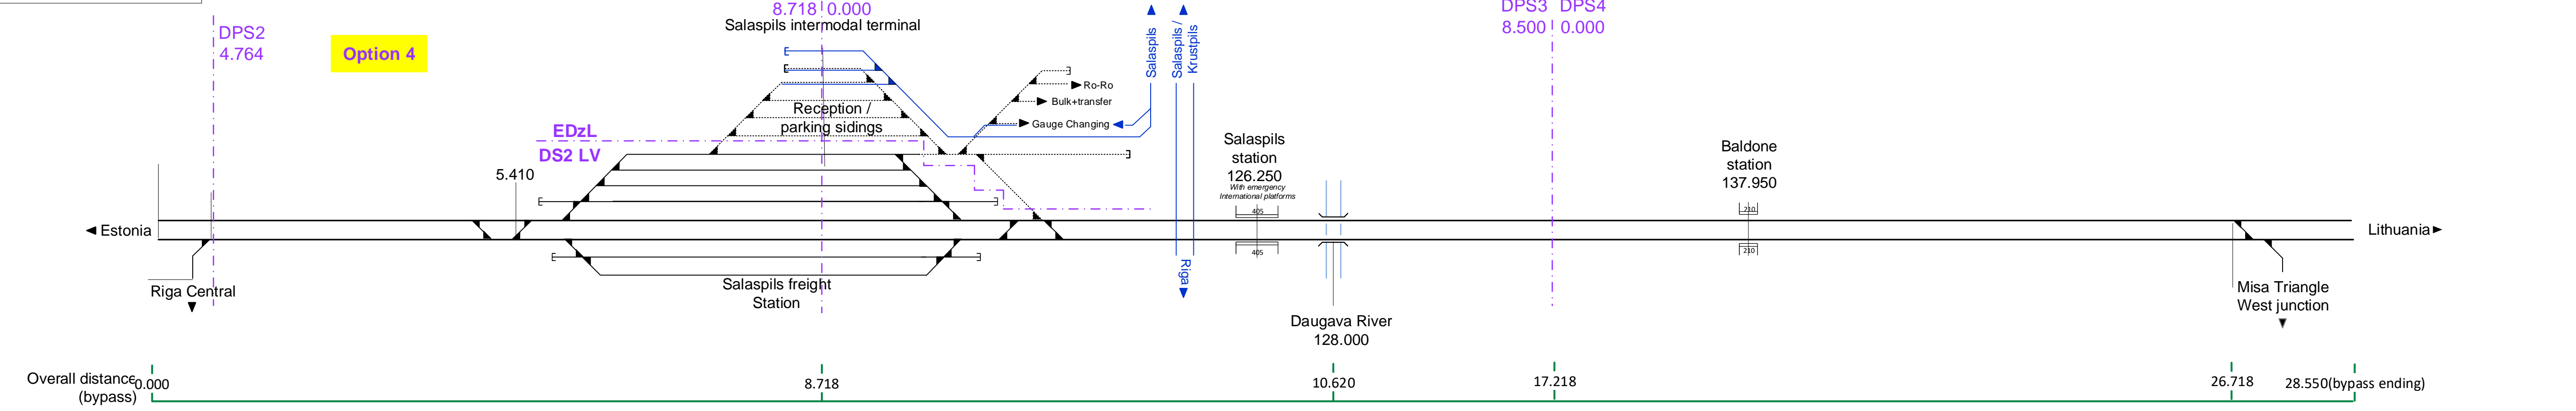 8.718 0.000
Salaspils intermodal terminal
DPS3 DPS4
8.500 0.000
DPS2
4.764
Option 4
Salaspils
Salaspils /
Krustpils
Ro-Ro
Bulk+transfer
Gauge Changing
Reception /
parking sidings
EDzL
DS2 LV
5.410
Salaspils
station
126.250
With emergency
International platforms
405
405
Baldone
station
137.950
210
210
Estonia
Lithuania
Riga Central
Salaspils freight
Station
Riga
Daugava River
128.000
Misa Triangle
West junction
Overall distance
(bypass)
0.000
8.718
10.620
17.218
26.718
28.550(bypass ending)